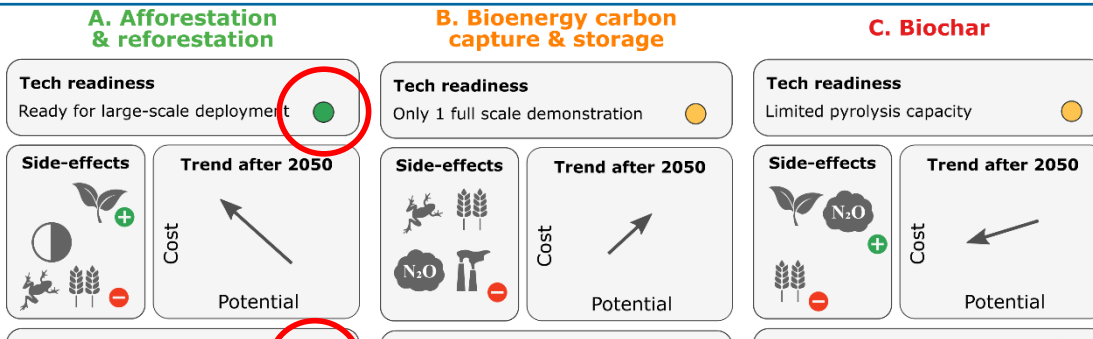 A. Afforestation
& reforestation
B. Bioenergy carbon
capture & storage
C. Biochar
Tech readiness
Ready for large-scale deployment
Tech readiness
Only 1 full scale demonstration
Tech readiness
Limited pyrolysis capacity
Side-effects
Trend after 2050
Cost
Potential
Side-effects
N₂O
Trend after 2050
Cost
Potential
Side-effects
N₂O
Trend after 2050
Cost
Potential